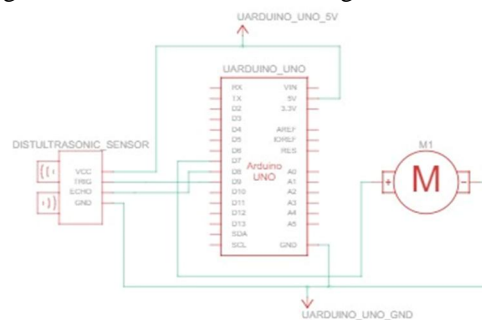 UARDUINO_UNO_5V
UARDUINO_UNO
RX
TX
D2
D3
D4
D5
D6
D7
D8
D9
D10
D11
D12
D13
SDA
SCL
VIN
5V
3.3V
AREF
IOREF
RES
A0
A1
A2
A3
A4
A5
GND
Arduino
UNO
DISTULTRASONIC_SENSOR
VCC
TRIG
ECHO
GND
M1
+
M
-
UARDUINO_UNO_GND